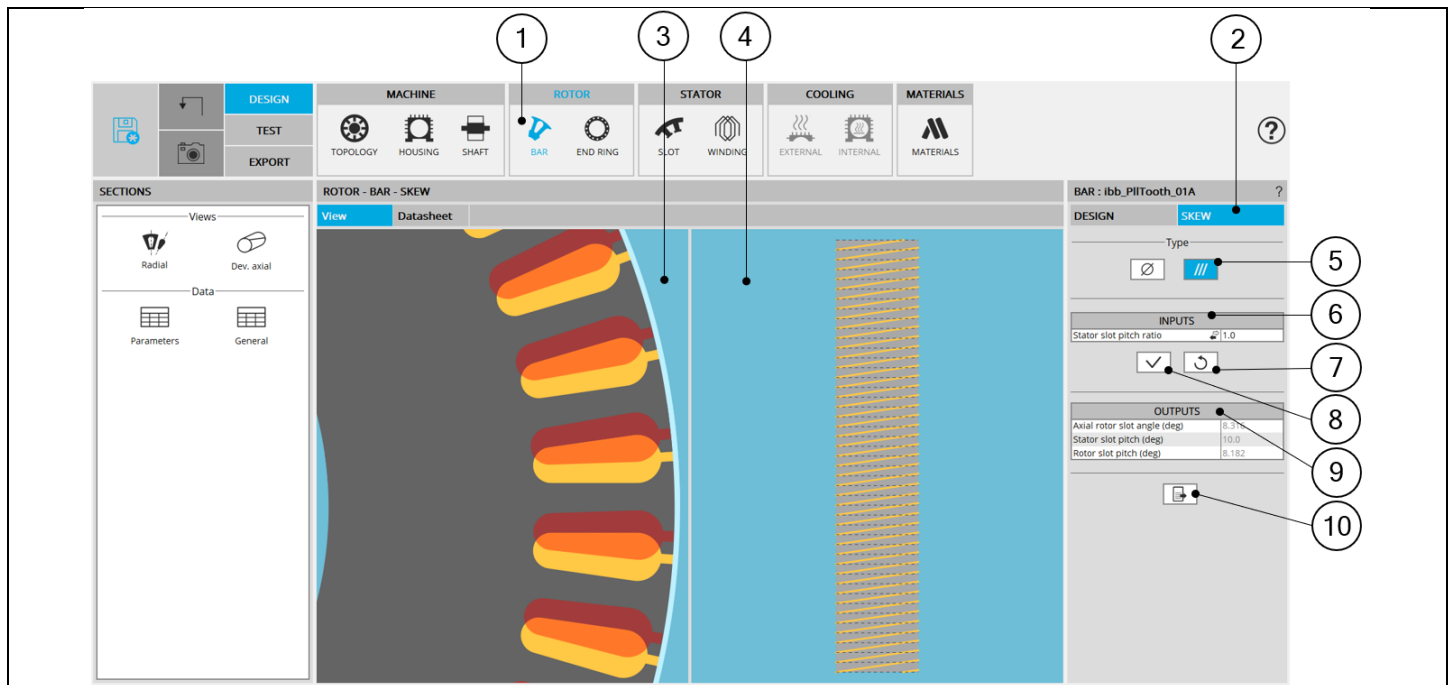 1
3
4
2
DESIGN
TEST
EXPORT
MACHINE
TOPOLOGY
HOUSING
SHAFT
ROTOR
BAR
END RING
STATOR
SLOT
WINDING
COOLING
EXTERNAL
INTERNAL
MATERIALS
MATERIALS
?
SECTIONS
Views
Radial
Dev. axial
Data
Parameters
General
ROTOR - BAR - SKEW
View
Datasheet
BAR : ibb_PllTooth_01A
?
DESIGN
SKEW
Type
5
INPUTS
6
Stator slot pitch ratio 1.0
7
8
OUTPUTS
Axial rotor slot angle (deg) 8.316
Stator slot pitch (deg) 10.0
Rotor slot pitch (deg) 8.182
9
10